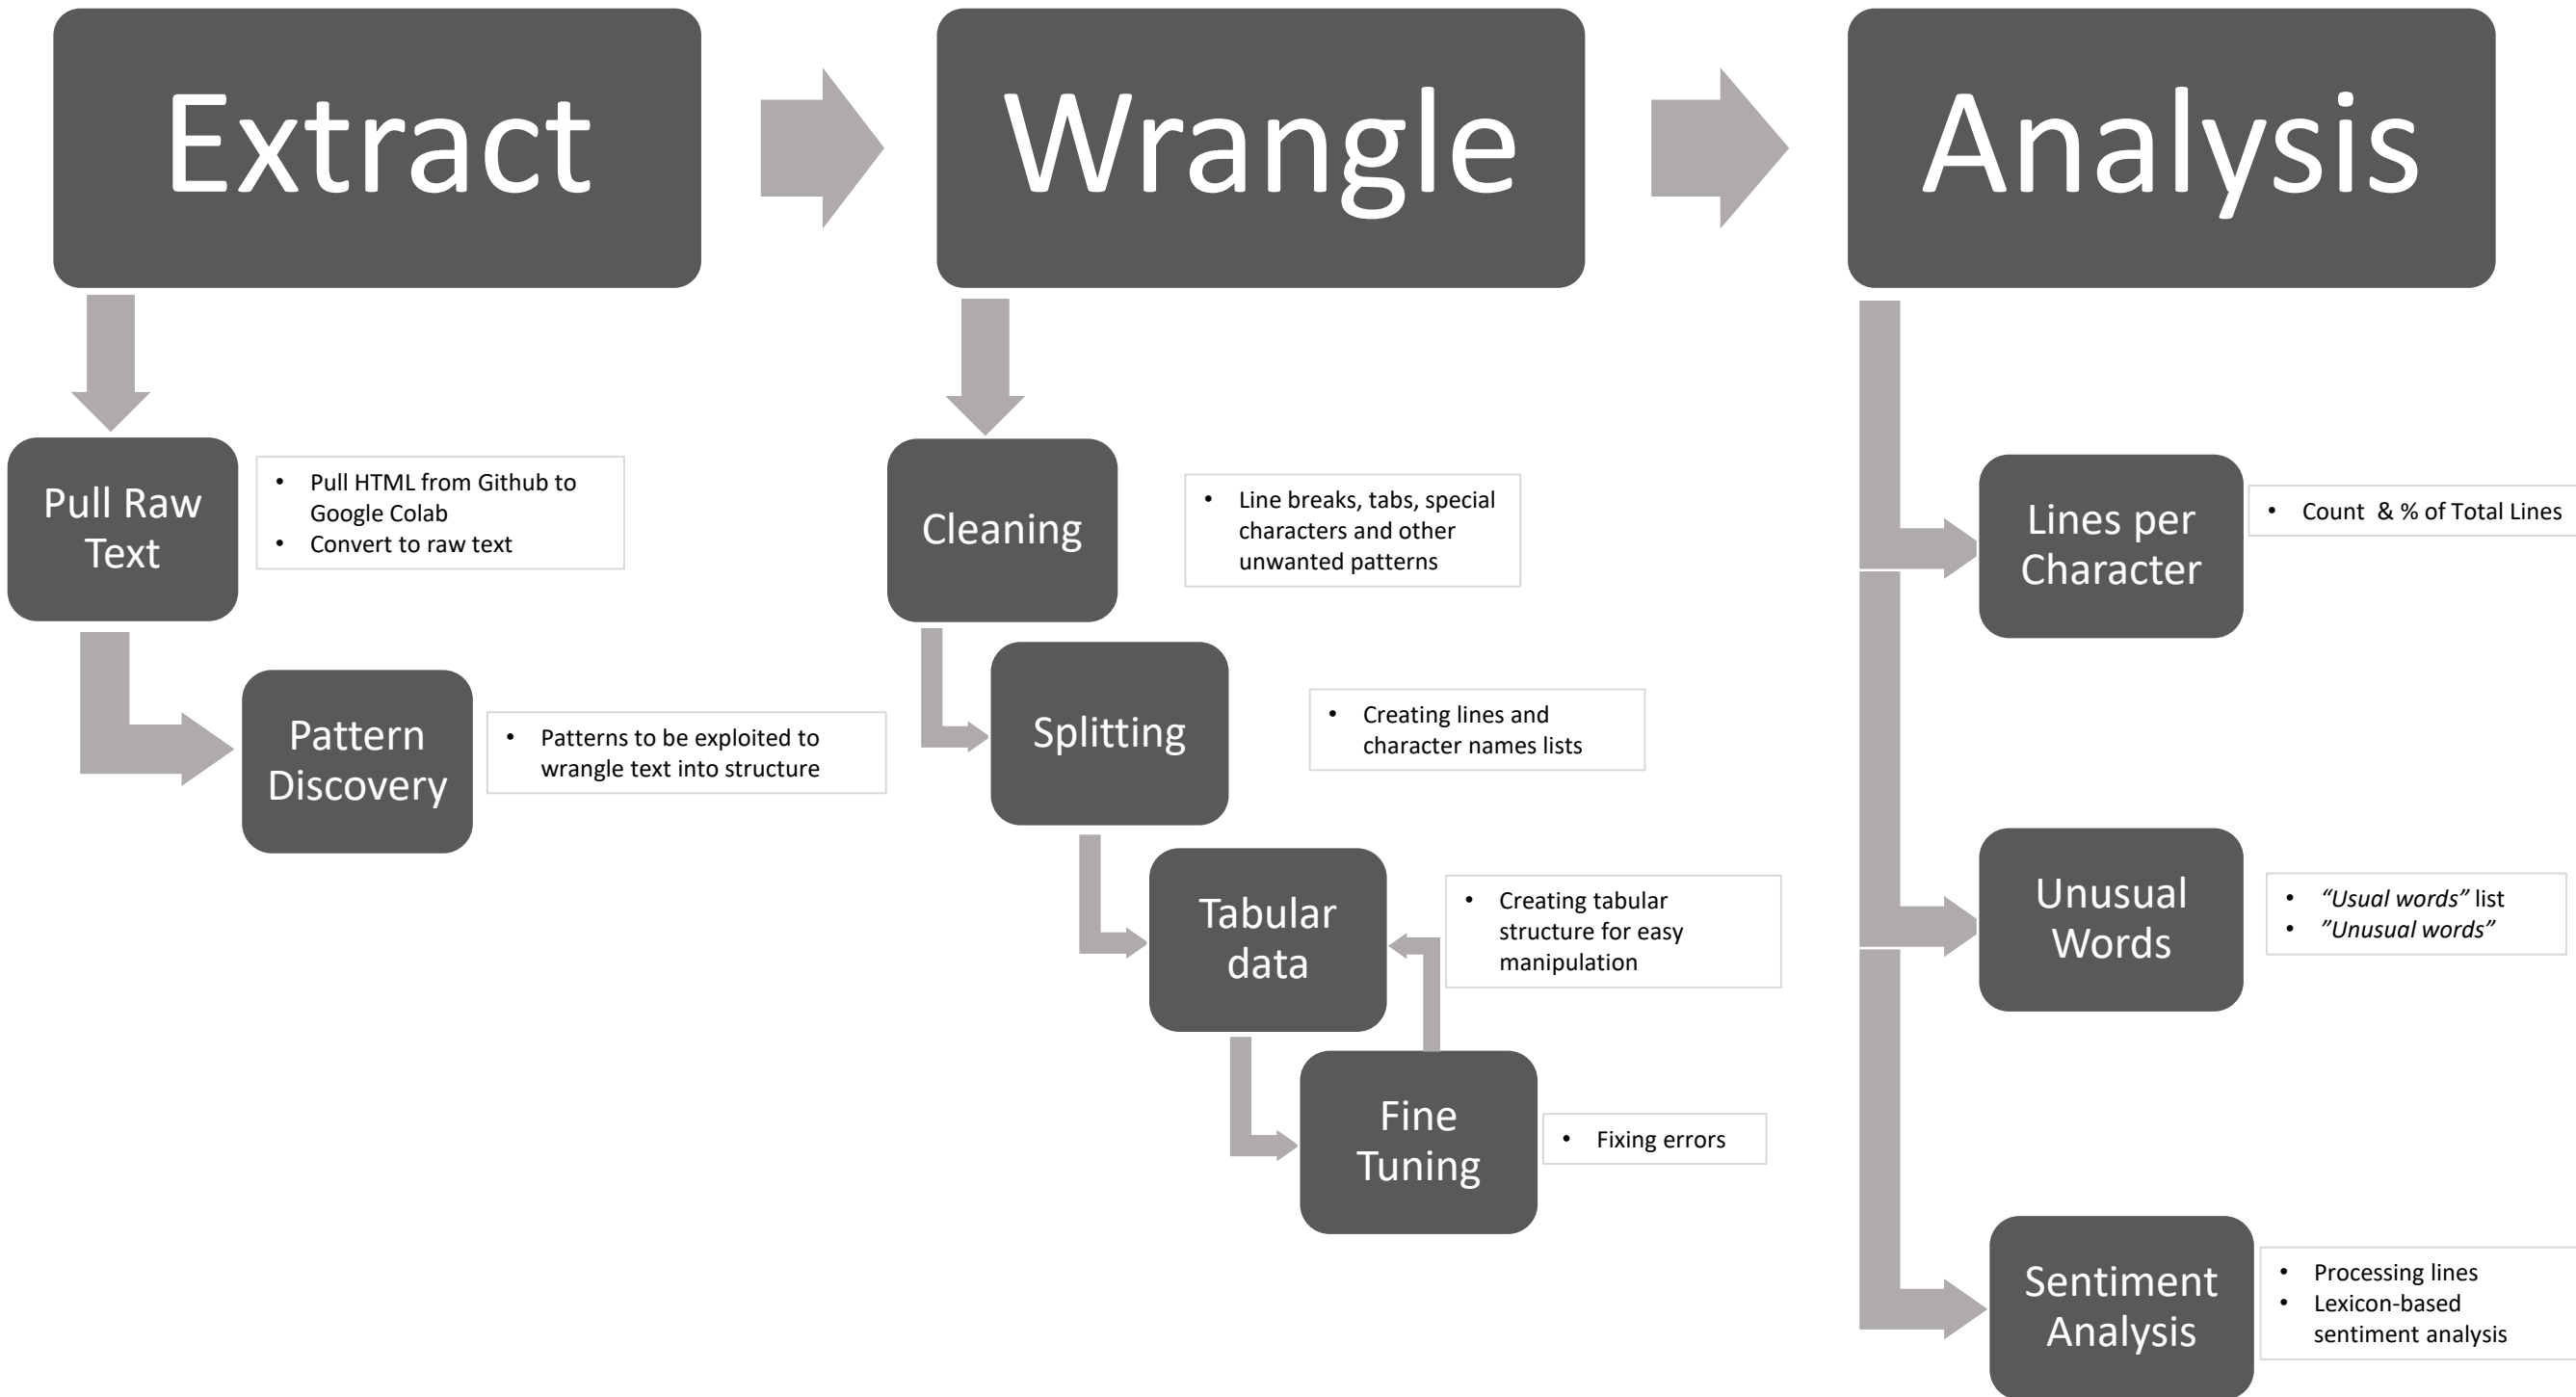 Extract
Wrangle
Analysis
Pull Raw
Text
• Pull HTML from Github to
Google Colab
• Convert to raw text
Pattern
Discovery
• Patterns to be exploited to
wrangle text into structure
Cleaning
• Line breaks, tabs, special
characters and other
unwanted patterns
Splitting
• Creating lines and
character names lists
Tabular
data
• Creating tabular
structure for easy
manipulation
Fine
Tuning
• Fixing errors
Lines per
Character
• Count & % of Total Lines
Unusual
Words
• “Usual words” list
• ”Unusual words”
Sentiment
Analysis
• Processing lines
• Lexicon-based
sentiment analysis